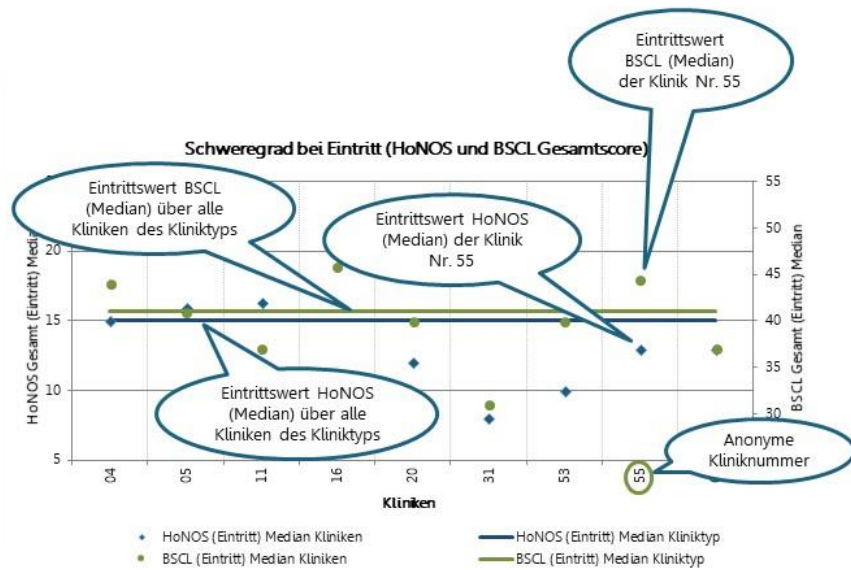 Eintrittswert
BSCL (Median)
der Klinik Nr. 55
Schweregrad bei Eintritt (HoNOS und BSCL Gesamtscore)
Eintrittswert BSCL
(Median) über alle
Kliniken des Kliniktyps
Eintrittswert HoNOS
(Median) der Klinik
Nr. 55
HoNOS Gesamt (Eintritt)
20
15
10
5
55
50
45
40
35
30
BSCL Gesamt (Eintritt) Median
Eintrittswert HoNOS
(Median) über alle
Kliniken des Kliniktyps
Anonyme
Kliniknummer
04
05
11
16
20
31
53
55
Kliniken
HoNOS (Eintritt) Median Kliniken
HoNOS (Eintritt) Median Kliniktyp
BSCL (Eintritt) Median Kliniken
BSCL (Eintritt) Median Kliniktyp